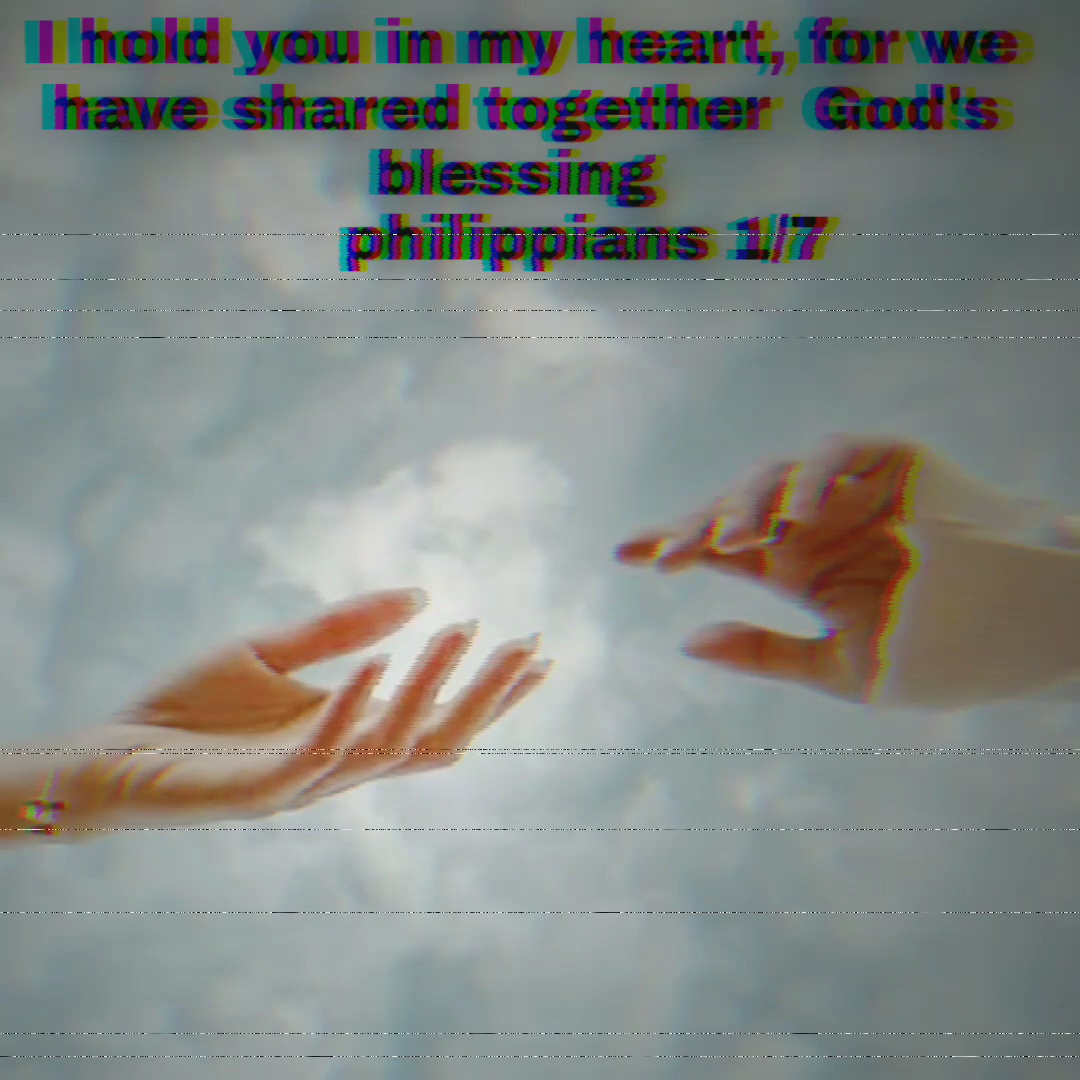 I hold you in my heart, for we
have shared together God's
blessing
philippians 1/7